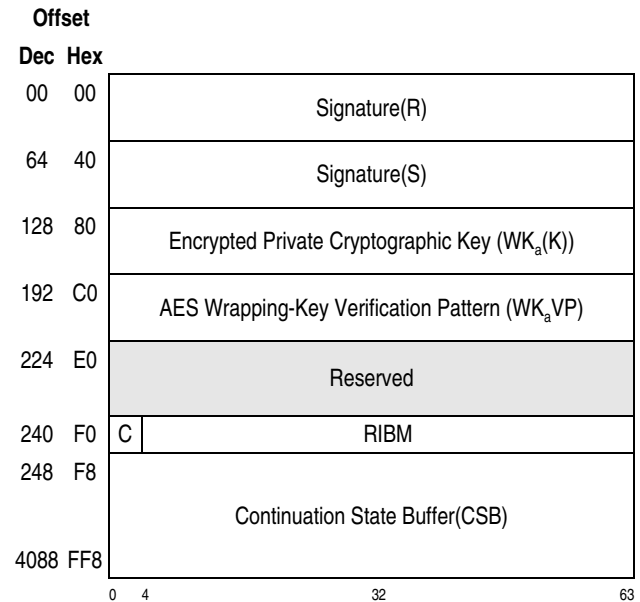 Offset
Dec Hex
00 00 Signature(R)
64 40 Signature(S)
128 80 Encrypted Private Cryptographic Key (WKa(K))
192 C0 AES Wrapping-Key Verification Pattern (WKaVP)
224 E0 Reserved
240 F0 C RIBM
248 F8
Continuation State Buffer(CSB)
4088 FF8
0 4 32 63